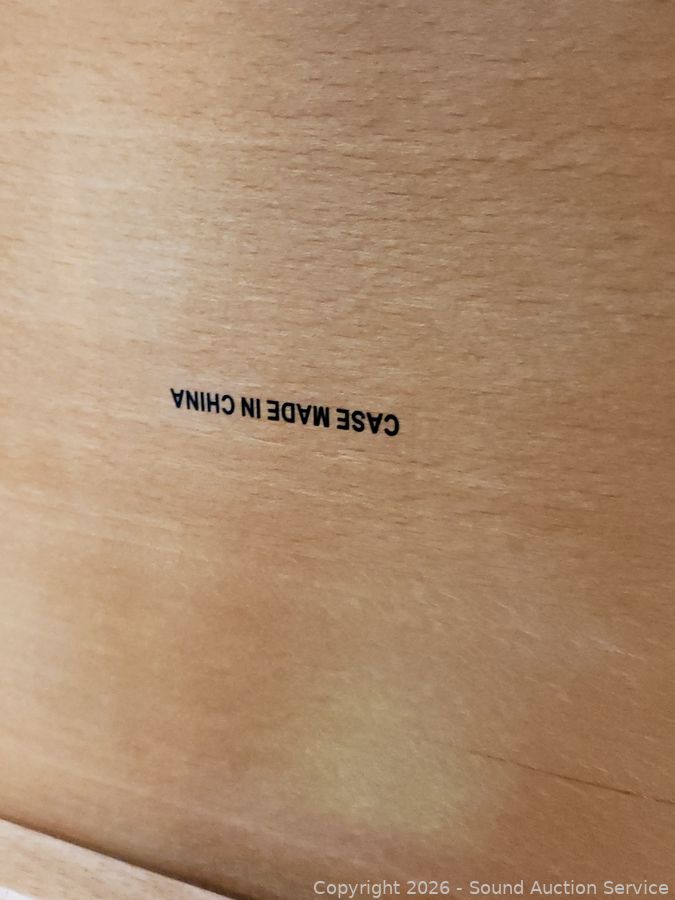 CASE MADE IN CHINA
Copyright 2026 - Sound Auction Service